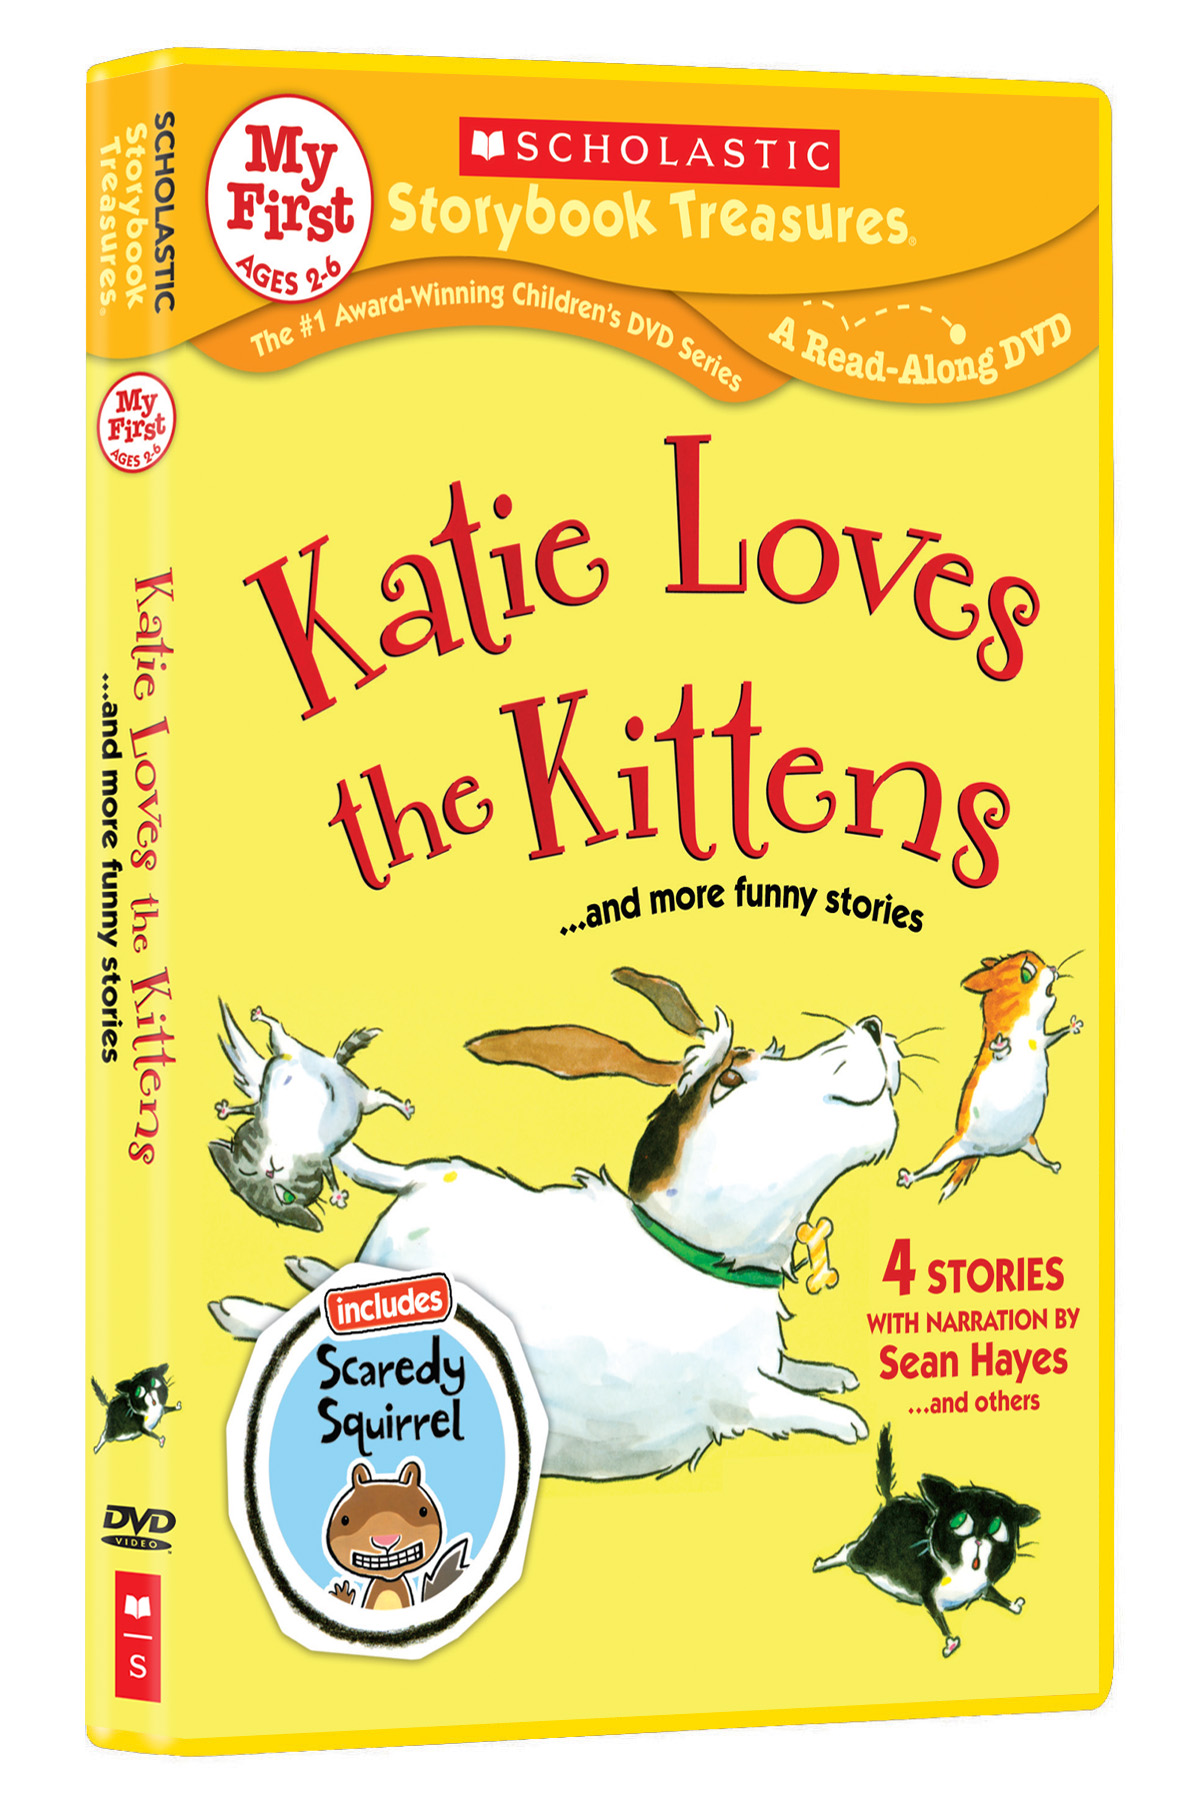 SCHOLASTIC
Storybook
Treasures®
My
First
AGES 2-6
Katie Loves the Kittens
...and more funny stories
DVD
VIDEO
S
My
First
AGES 2-6
SCHOLASTIC
Storybook Treasures®
The #1 Award-Winning Children's DVD Series
A Read-Along DVD
Katie Loves
the Kittens
...and more funny stories
4 STORIES
WITH NARRATION BY
Sean Hayes
...and others
includes
Scaredy
Squirrel